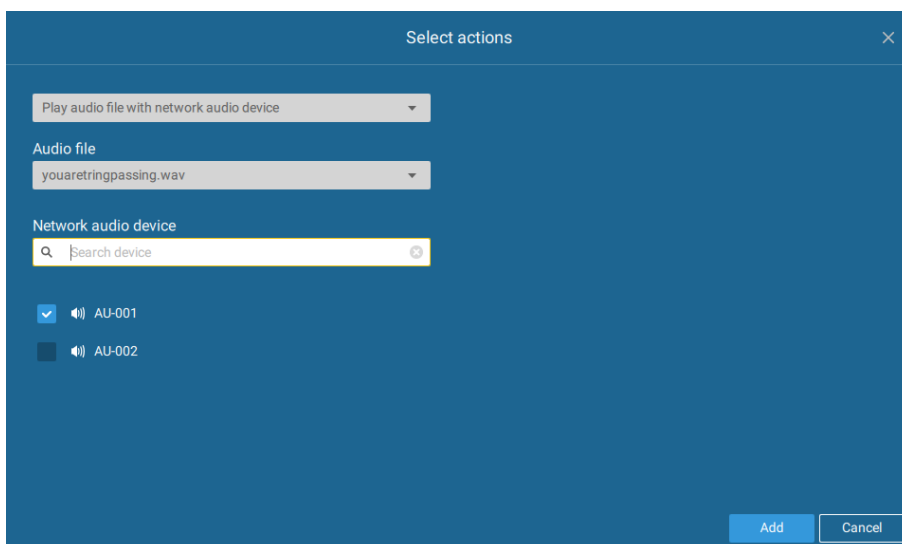 Select actions
Play audio file with network audio device
Audio file
youaretringpassing.wav
Network audio device
Search device
AU-001
AU-002
Add Cancel